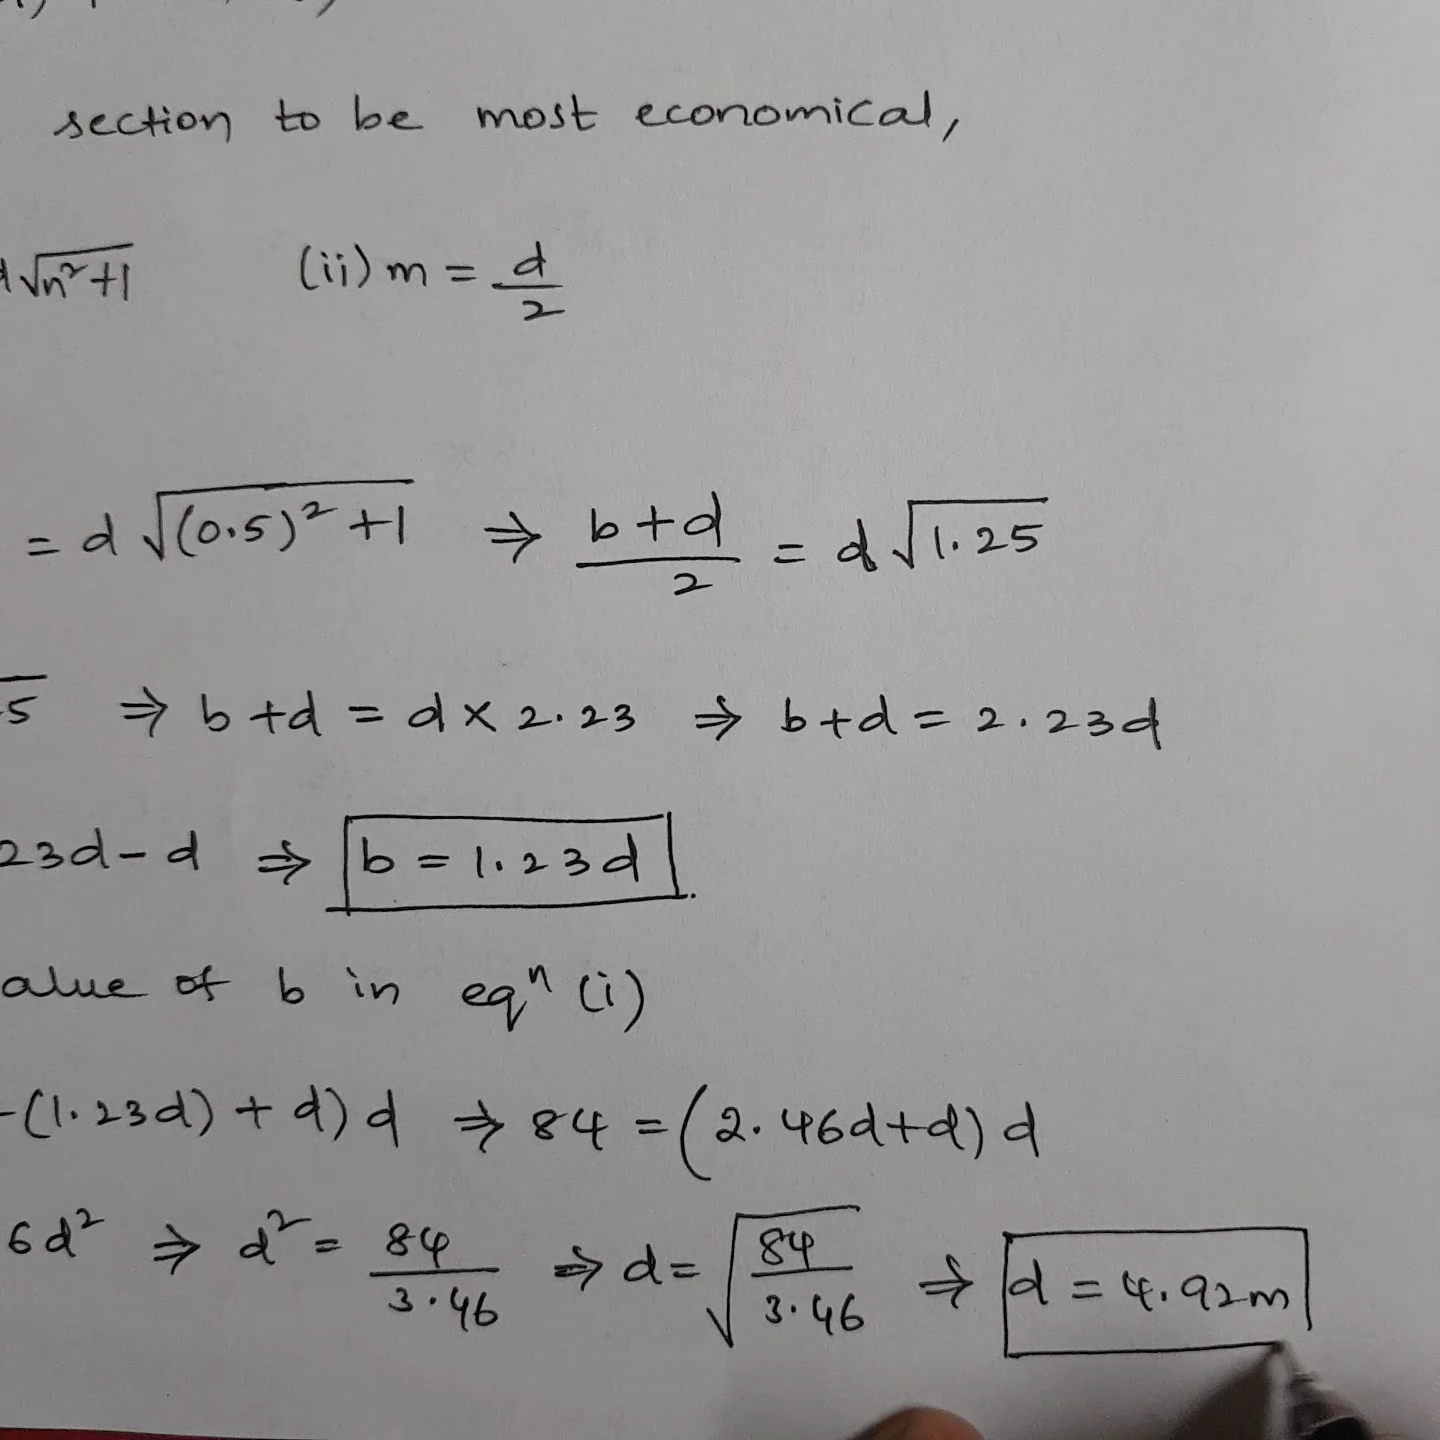 section to be most economical,
√n²+1 (ii) m = d/2
= d √(0.5)²+1 ⇒ b+d/2 = d √1.25
5 ⇒ b+d = d × 2.23 ⇒ b+d = 2.23d
23d - d ⇒ b = 1.23d
alue of b in eqⁿ (i)
(1.23d) + d) d ⇒ 84 = (2.46d+d) d
6d² ⇒ d² = 84/3.46 ⇒ d = √84/3.46 ⇒ d = 4.92m